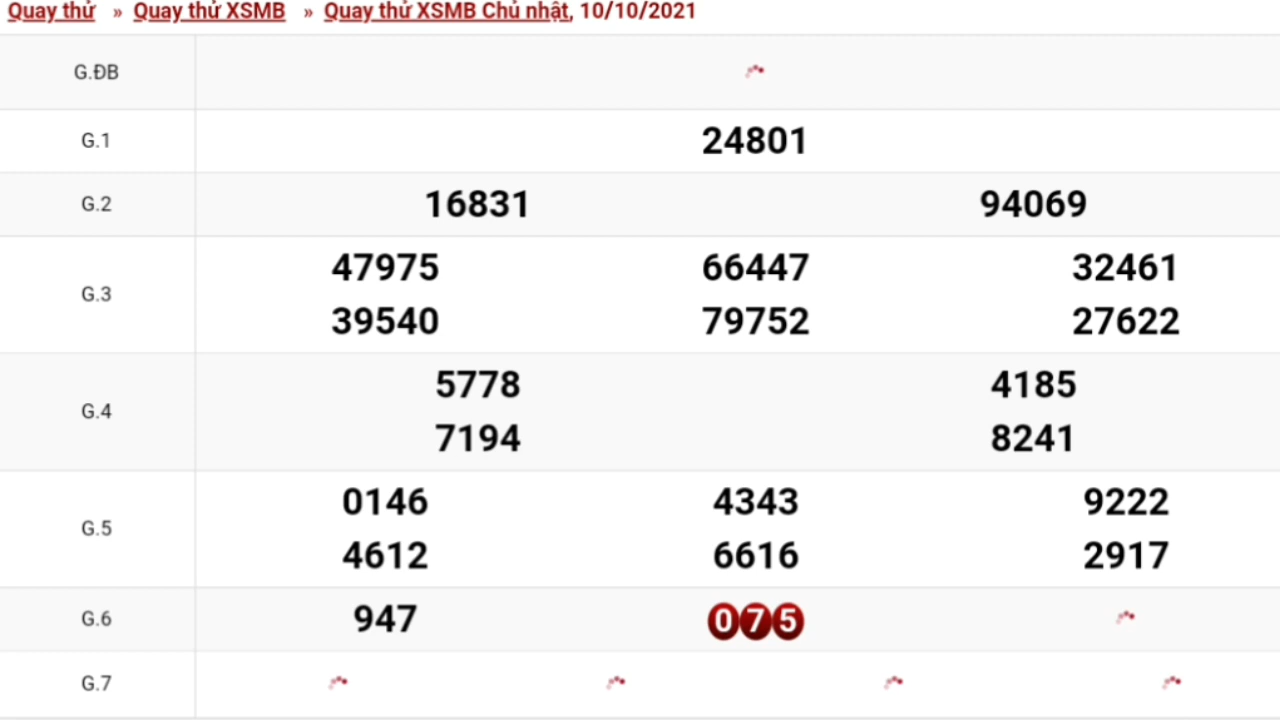 Quay thử » Quay thử XSMB » Quay thử XSMB Chủ nhật, 10/10/2021
G.ĐB
G.1 24801
G.2 16831 94069
G.3 47975 66447 32461
39540 79752 27622
G.4 5778 4185
7194 8241
G.5 0146 4343 9222
4612 6616 2917
G.6 947 075
G.7